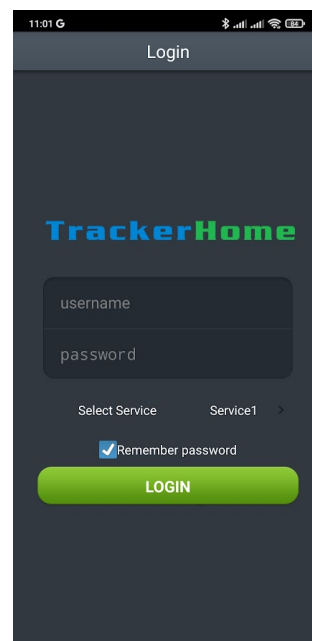 11:01 G 84
Login
TrackerHome
username
password
Select Service Service1
Remember password
LOGIN